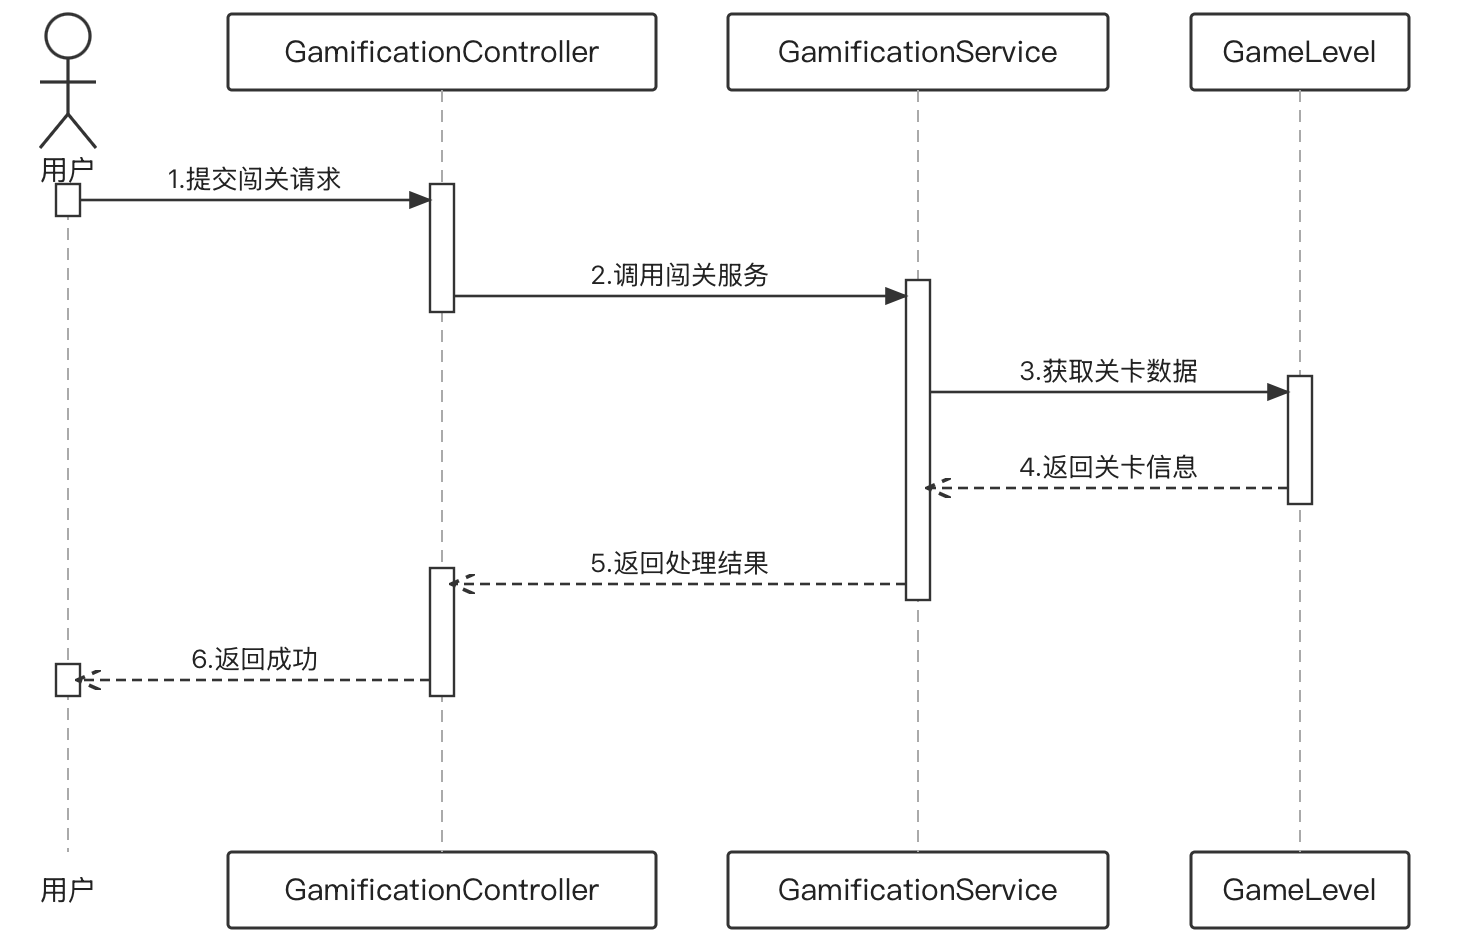 GamificationController
GamificationService
GameLevel
用户
1.提交闯关请求
2.调用闯关服务
3.获取关卡数据
4.返回关卡信息
5.返回处理结果
6.返回成功
用户
GamificationController
GamificationService
GameLevel